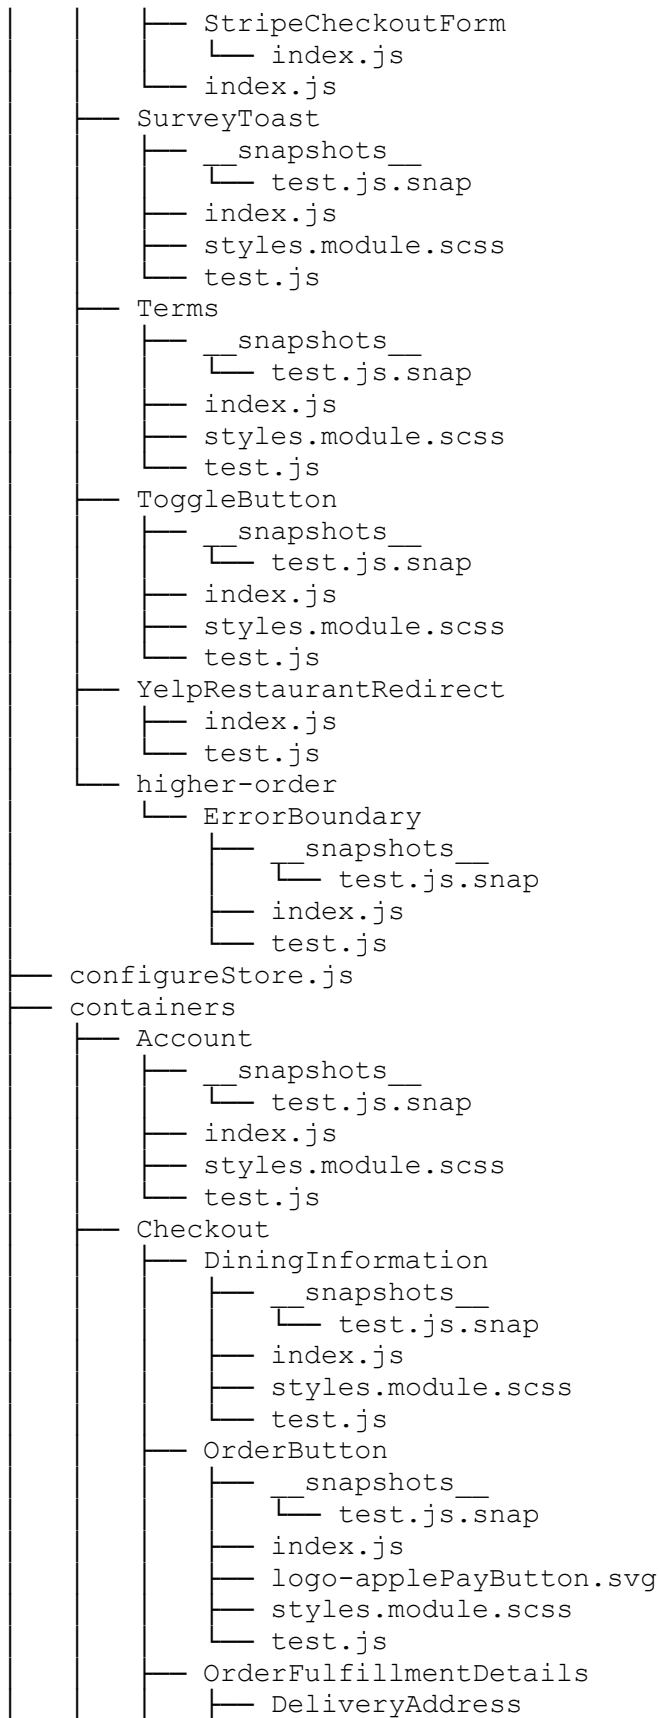 │   │   │   ├── StripeCheckoutForm
│   │   │   │   └── index.js
│   │   │   └── index.js
│   │   ├── SurveyToast
│   │   │   ├── __snapshots__
│   │   │   │   └── test.js.snap
│   │   │   ├── index.js
│   │   │   ├── styles.module.scss
│   │   │   └── test.js
│   │   ├── Terms
│   │   │   ├── __snapshots__
│   │   │   │   └── test.js.snap
│   │   │   ├── index.js
│   │   │   ├── styles.module.scss
│   │   │   └── test.js
│   │   ├── ToggleButton
│   │   │   ├── __snapshots__
│   │   │   │   └── test.js.snap
│   │   │   ├── index.js
│   │   │   ├── styles.module.scss
│   │   │   └── test.js
│   │   ├── YelpRestaurantRedirect
│   │   │   ├── index.js
│   │   │   └── test.js
│   │   └── higher-order
│   │       └── ErrorBoundary
│   │           ├── __snapshots__
│   │           │   └── test.js.snap
│   │           ├── index.js
│   │           └── test.js
├── configureStore.js
├── containers
│   ├── Account
│   │   ├── __snapshots__
│   │   │   └── test.js.snap
│   │   ├── index.js
│   │   ├── styles.module.scss
│   │   └── test.js
│   ├── Checkout
│   │   ├── DiningInformation
│   │   │   ├── __snapshots__
│   │   │   │   └── test.js.snap
│   │   │   ├── index.js
│   │   │   ├── styles.module.scss
│   │   │   └── test.js
│   │   ├── OrderButton
│   │   │   ├── __snapshots__
│   │   │   │   └── test.js.snap
│   │   │   ├── index.js
│   │   │   ├── logo-applePayButton.svg
│   │   │   ├── styles.module.scss
│   │   │   └── test.js
│   │   ├── OrderFulfillmentDetails
│   │   │   ├── DeliveryAddress